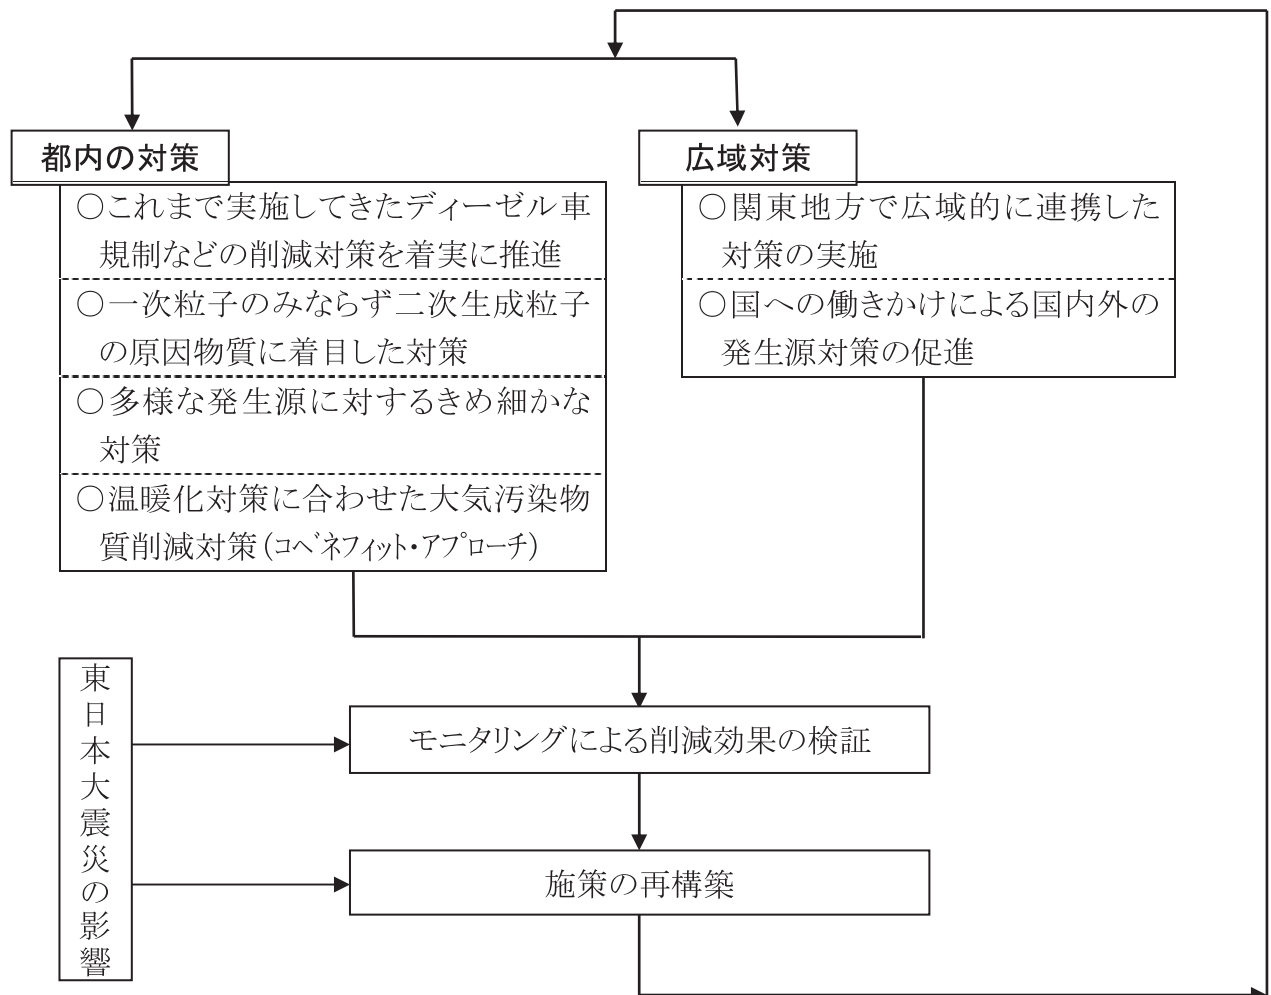 都内の対策
〇これまで実施してきたディーゼル車
規制などの削減対策を着実に推進
〇一次粒子のみならず二次生成粒子
の原因物質に着目した対策
〇多様な発生源に対するきめ細かな
対策
〇温暖化対策に合わせた大気汚染物
質削減対策(コベネフィット・アプローチ)
広域対策
〇関東地方で広域的に連携した
対策の実施
〇国への働きかけによる国内外の
発生源対策の促進
東日本大震災の影響
モニタリングによる削減効果の検証
施策の再構築